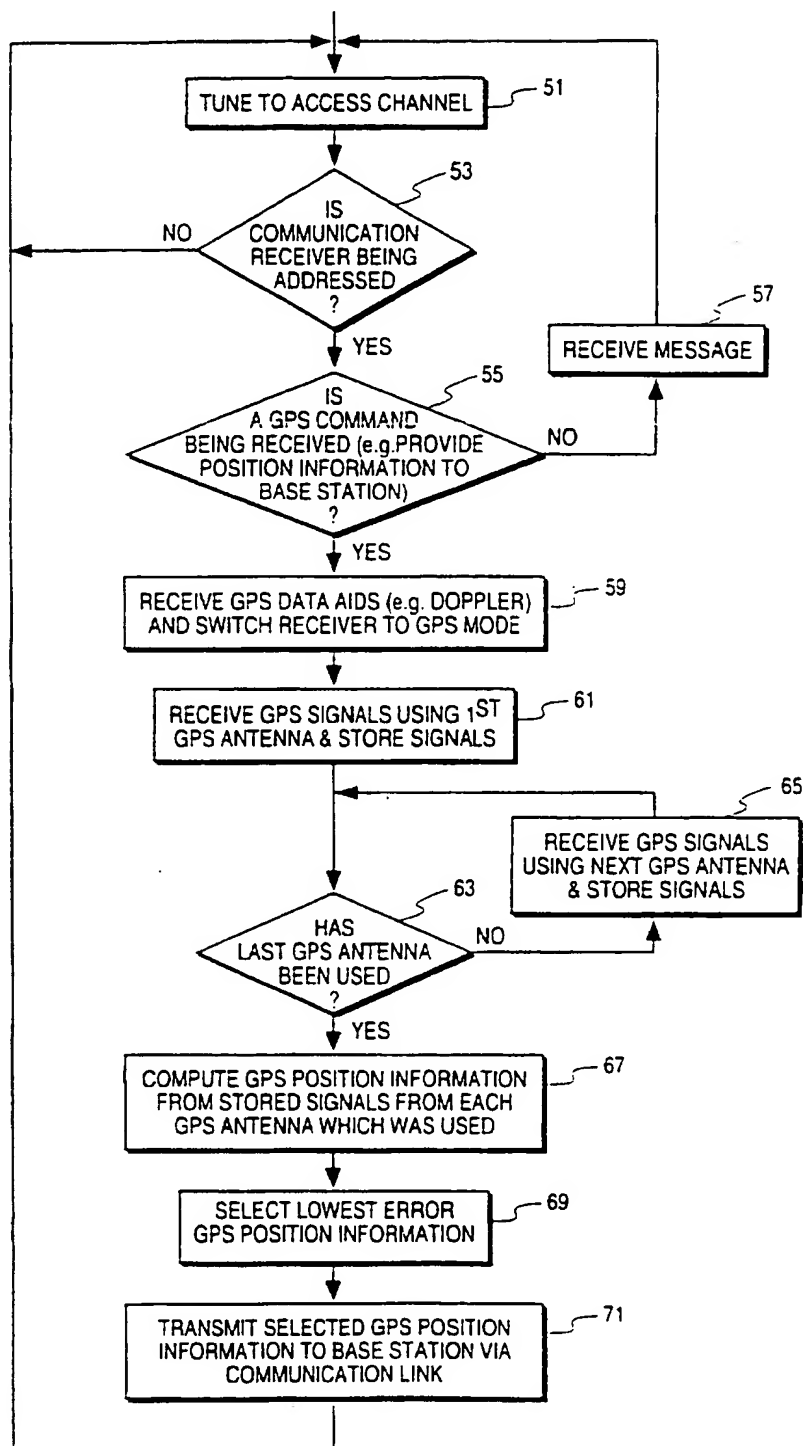 TUNE TO ACCESS CHANNEL
51
53
IS
COMMUNICATION
RECEIVER BEING
ADDRESSED
?
NO
YES
57
RECEIVE MESSAGE
55
IS
A GPS COMMAND
BEING RECEIVED (e.g.PROVIDE
POSITION INFORMATION TO
BASE STATION)
?
NO
YES
59
RECEIVE GPS DATA AIDS (e.g. DOPPLER)
AND SWITCH RECEIVER TO GPS MODE
61
RECEIVE GPS SIGNALS USING 1ST
GPS ANTENNA & STORE SIGNALS
65
RECEIVE GPS SIGNALS
USING NEXT GPS ANTENNA
& STORE SIGNALS
63
HAS
LAST GPS ANTENNA
BEEN USED
?
NO
YES
67
COMPUTE GPS POSITION INFORMATION
FROM STORED SIGNALS FROM EACH
GPS ANTENNA WHICH WAS USED
69
SELECT LOWEST ERROR
GPS POSITION INFORMATION
71
TRANSMIT SELECTED GPS POSITION
INFORMATION TO BASE STATION VIA
COMMUNICATION LINK